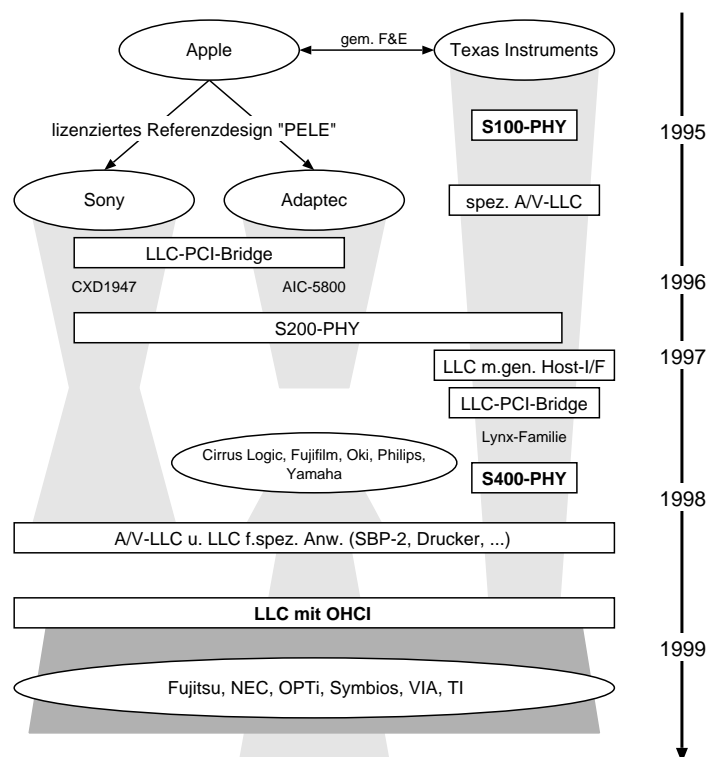 Apple
gem. F&E
Texas Instruments
lizenziertes Referenzdesign "PELE"
S100-PHY
1995
Sony
Adaptec
spez. A/V-LLC
LLC-PCI-Bridge
CXD1947
AIC-5800
1996
S200-PHY
1997
LLC m.gen. Host-I/F
LLC-PCI-Bridge
Lynx-Familie
Cirrus Logic, Fujifilm, Oki, Philips,
Yamaha
S400-PHY
1998
A/V-LLC u. LLC f.spez. Anw. (SBP-2, Drucker, ...)
LLC mit OHCI
1999
Fujitsu, NEC, OPTi, Symbios, VIA, TI